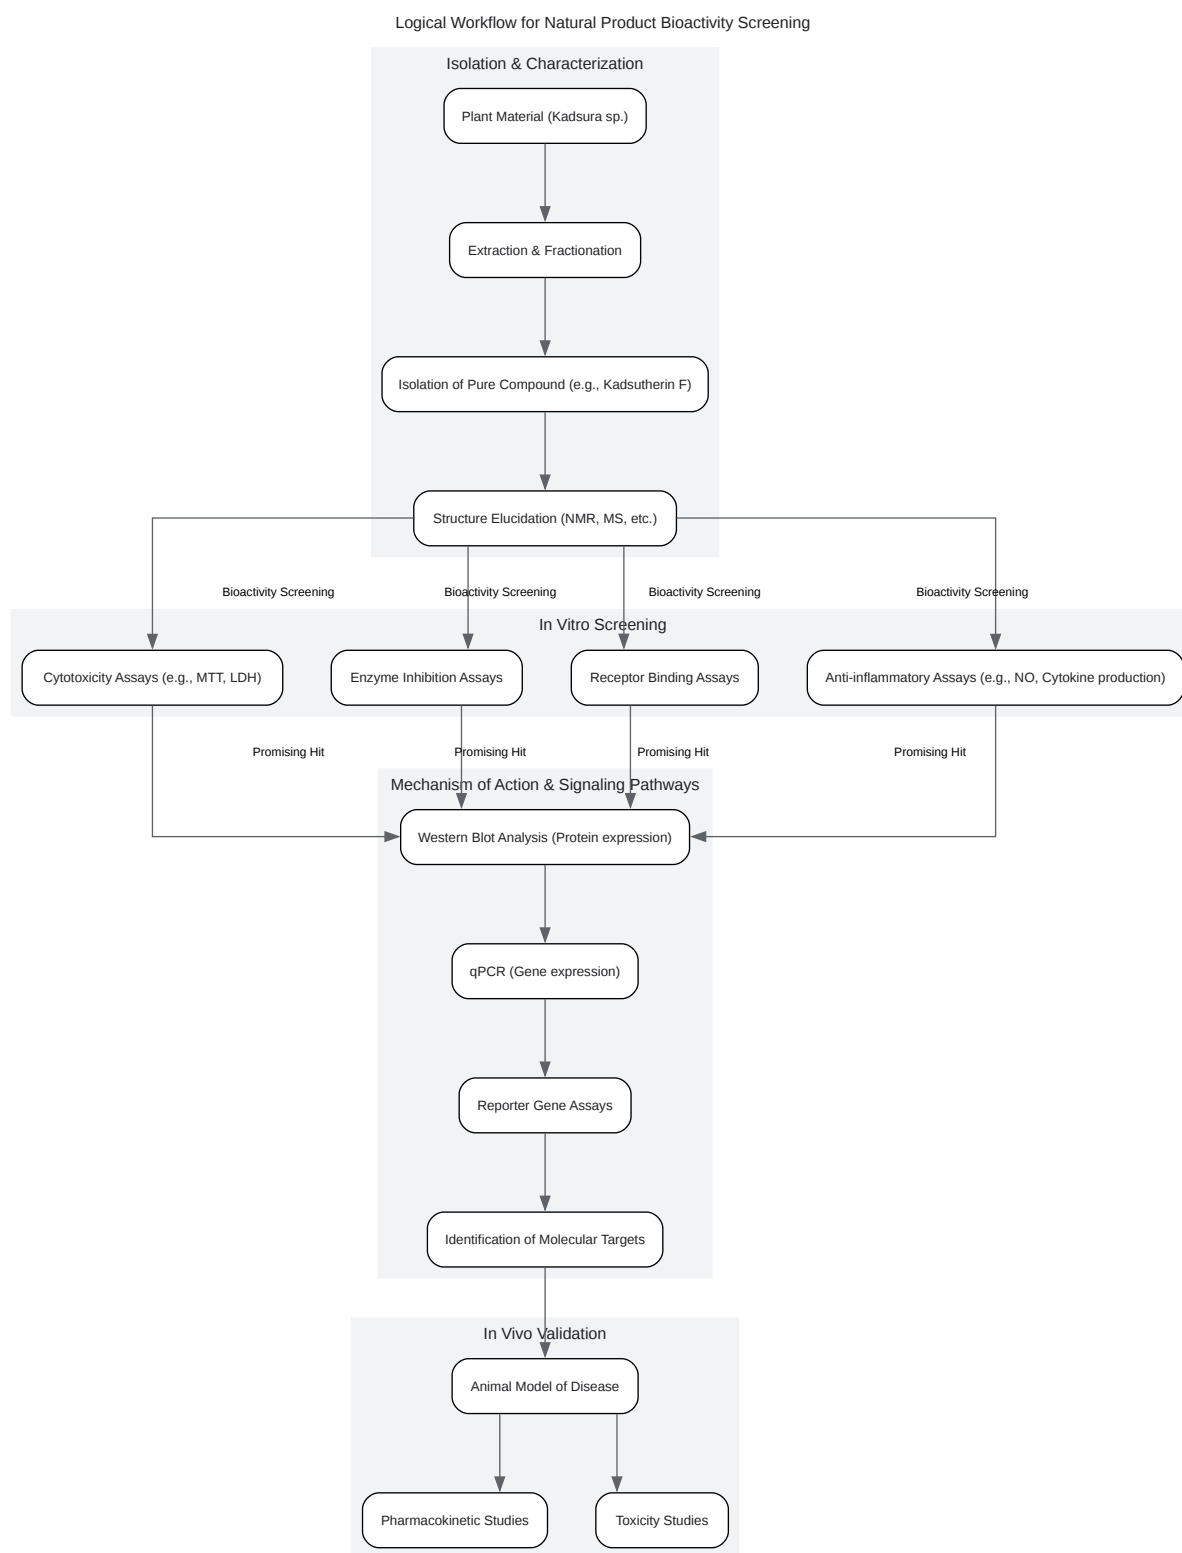 Logical Workflow for Natural Product Bioactivity Screening
Isolation & Characterization
Plant Material (Kadsura sp.)
Extraction & Fractionation
Isolation of Pure Compound (e.g., Kadsutherin F)
Structure Elucidation (NMR, MS, etc.)
Bioactivity Screening
Bioactivity Screening
Bioactivity Screening
Bioactivity Screening
In Vitro Screening
Cytotoxicity Assays (e.g., MTT, LDH)
Enzyme Inhibition Assays
Receptor Binding Assays
Anti-inflammatory Assays (e.g., NO, Cytokine production)
Promising Hit
Promising Hit
Promising Hit
Promising Hit
Mechanism of Action & Signaling Pathways
Western Blot Analysis (Protein expression)
qPCR (Gene expression)
Reporter Gene Assays
Identification of Molecular Targets
In Vivo Validation
Animal Model of Disease
Pharmacokinetic Studies
Toxicity Studies